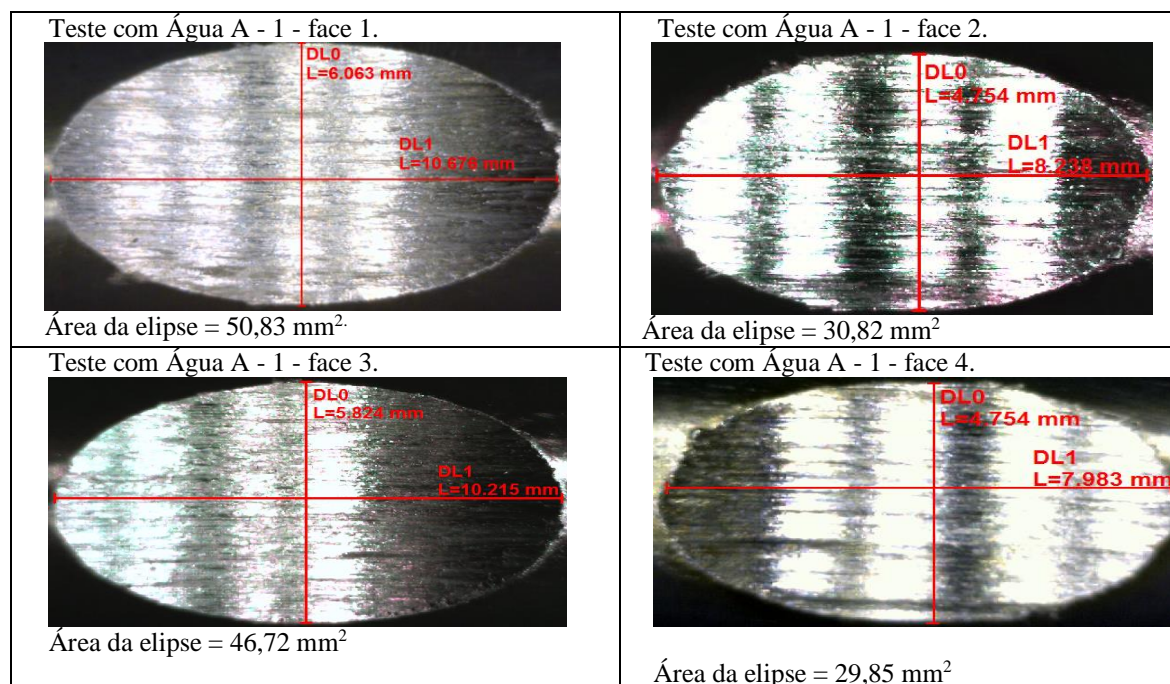 Teste com Água A - 1 - face 1.
DL0
L=6.063 mm
DL1
L=10.676 mm
Área da elipse = 50,83 mm².
Teste com Água A - 1 - face 2.
DL0
L=4.754 mm
DL1
L=8.238 mm
Área da elipse = 30,82 mm²
Teste com Água A - 1 - face 3.
DL0
L=5.824 mm
DL1
L=10.215 mm
Área da elipse = 46,72 mm²
Teste com Água A - 1 - face 4.
DL0
L=4.754 mm
DL1
L=7.983 mm
Área da elipse = 29,85 mm²